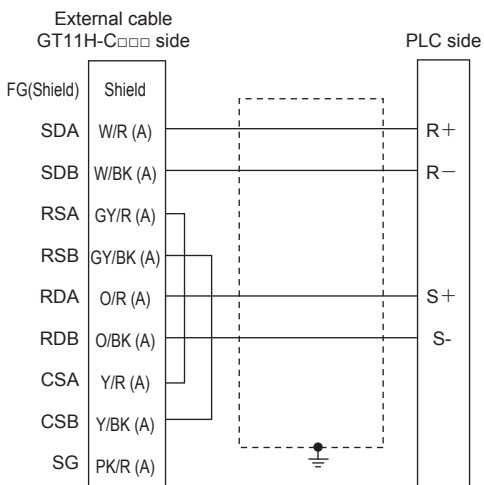 External cable
GT11H-C□□□ side
PLC side
FG(Shield) Shield
SDA W/R (A) R+
SDB W/BK (A) R−
RSA GY/R (A)
RSB GY/BK (A)
RDA O/R (A) S+
RDB O/BK (A) S-
CSA Y/R (A)
CSB Y/BK (A)
SG PK/R (A)